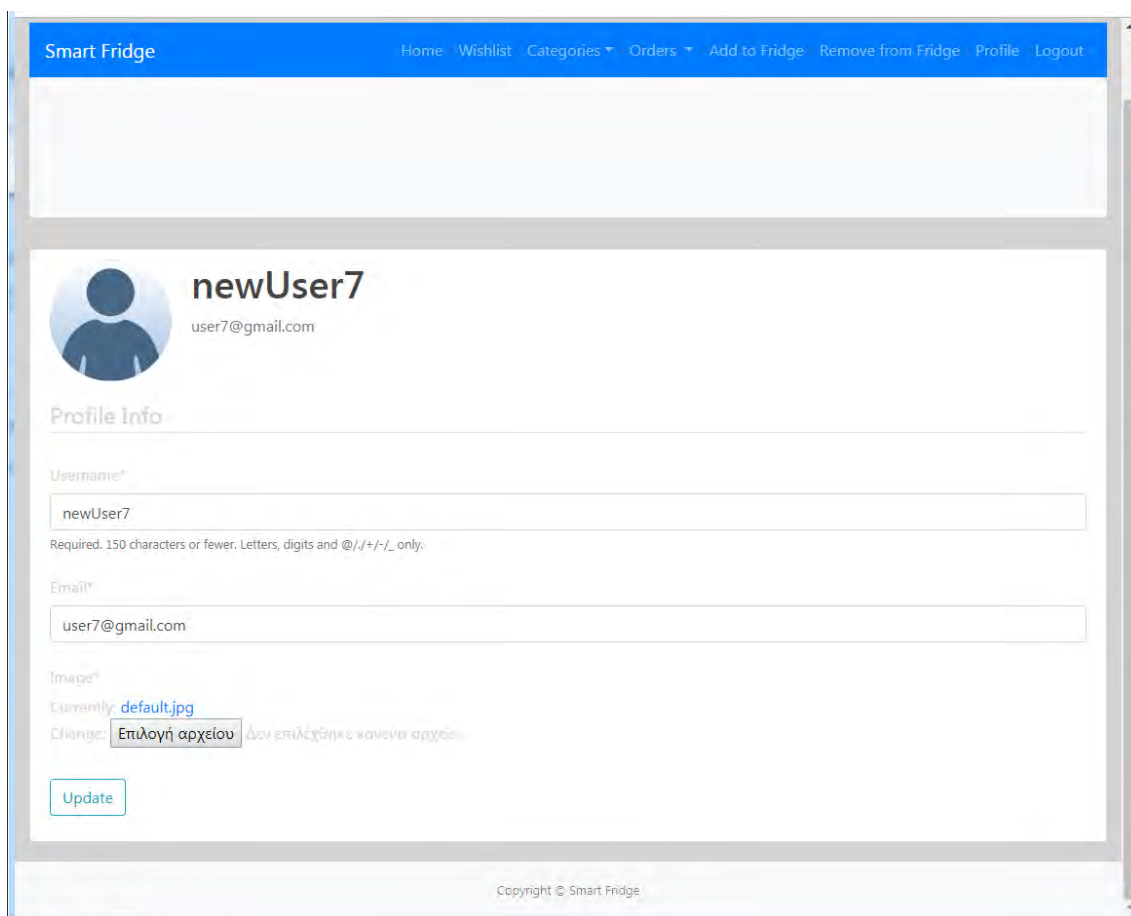 Smart Fridge Home Wishlist Categories Orders Add to Fridge Remove from Fridge Profile Logout
newUser7
user7@gmail.com
Profile Info
Username*
newUser7
Required. 150 characters or fewer. Letters, digits and @/./+/-/_ only.
Email*
user7@gmail.com
Image*
Currently: default.jpg
Change: Επιλογή αρχείου Δεν επιλέχθηκε κανένα αρχείο.
Update
Copyright © Smart Fridge